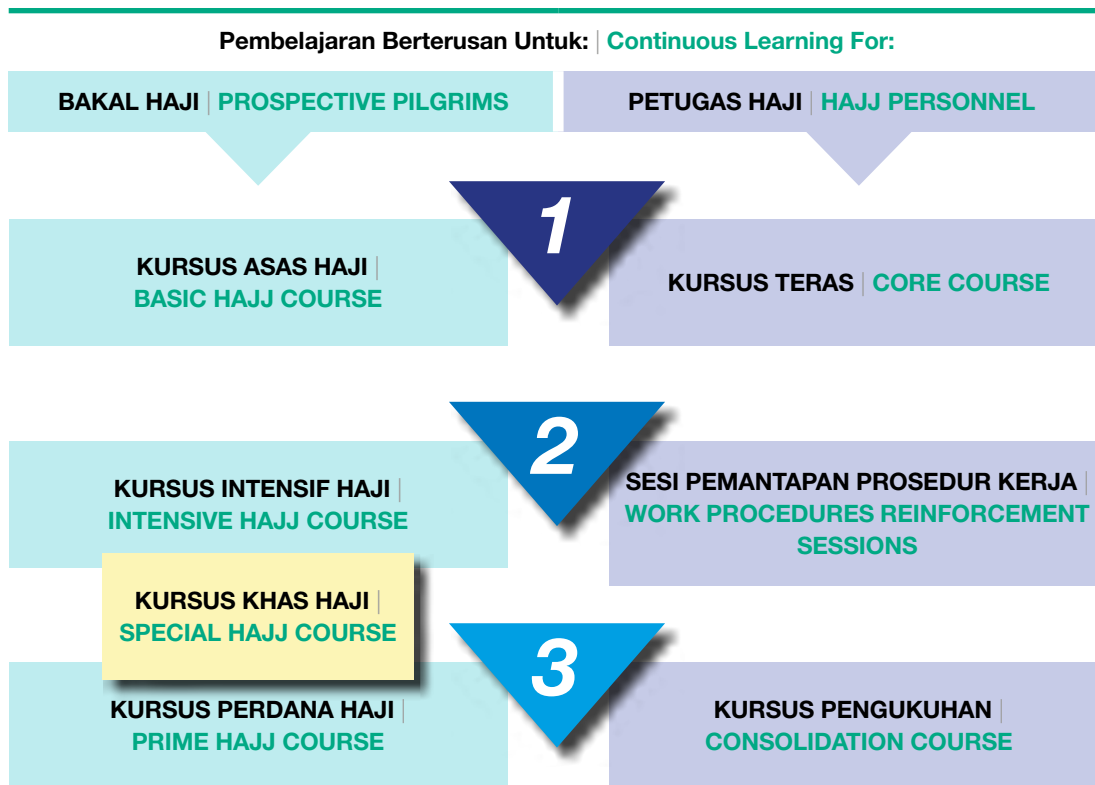 Pembelajaran Berterusan Untuk: | Continuous Learning For:
BAKAL HAJI | PROSPECTIVE PILGRIMS
PETUGAS HAJI | HAJJ PERSONNEL
1
KURSUS ASAS HAJI |
BASIC HAJJ COURSE
KURSUS TERAS | CORE COURSE
2
KURSUS INTENSIF HAJI |
INTENSIVE HAJJ COURSE
SESI PEMANTAPAN PROSEDUR KERJA |
WORK PROCEDURES REINFORCEMENT
SESSIONS
KURSUS KHAS HAJI |
SPECIAL HAJJ COURSE
3
KURSUS PERDANA HAJI |
PRIME HAJJ COURSE
KURSUS PENGUKUHAN |
CONSOLIDATION COURSE